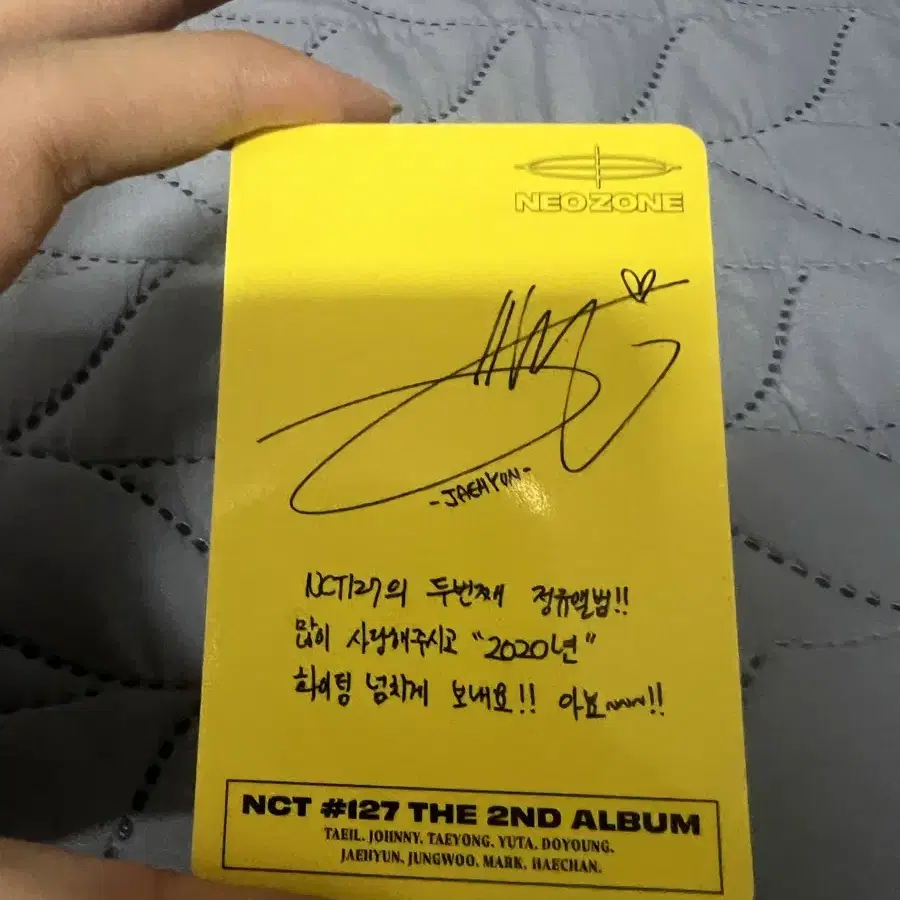 NEO ZONE
-JAEHYUN-
NCT127의 두번째 정규앨범!!
많이 사랑해주시고 "2020년"
화이팅 넘치게 보내요!! 아뵤~~~!!
NCT #127 THE 2ND ALBUM
TAEIL. JOHNNY. TAEYONG. YUTA. DOYOUNG.
JAEHYUN. JUNGWOO. MARK. HAECHAN.